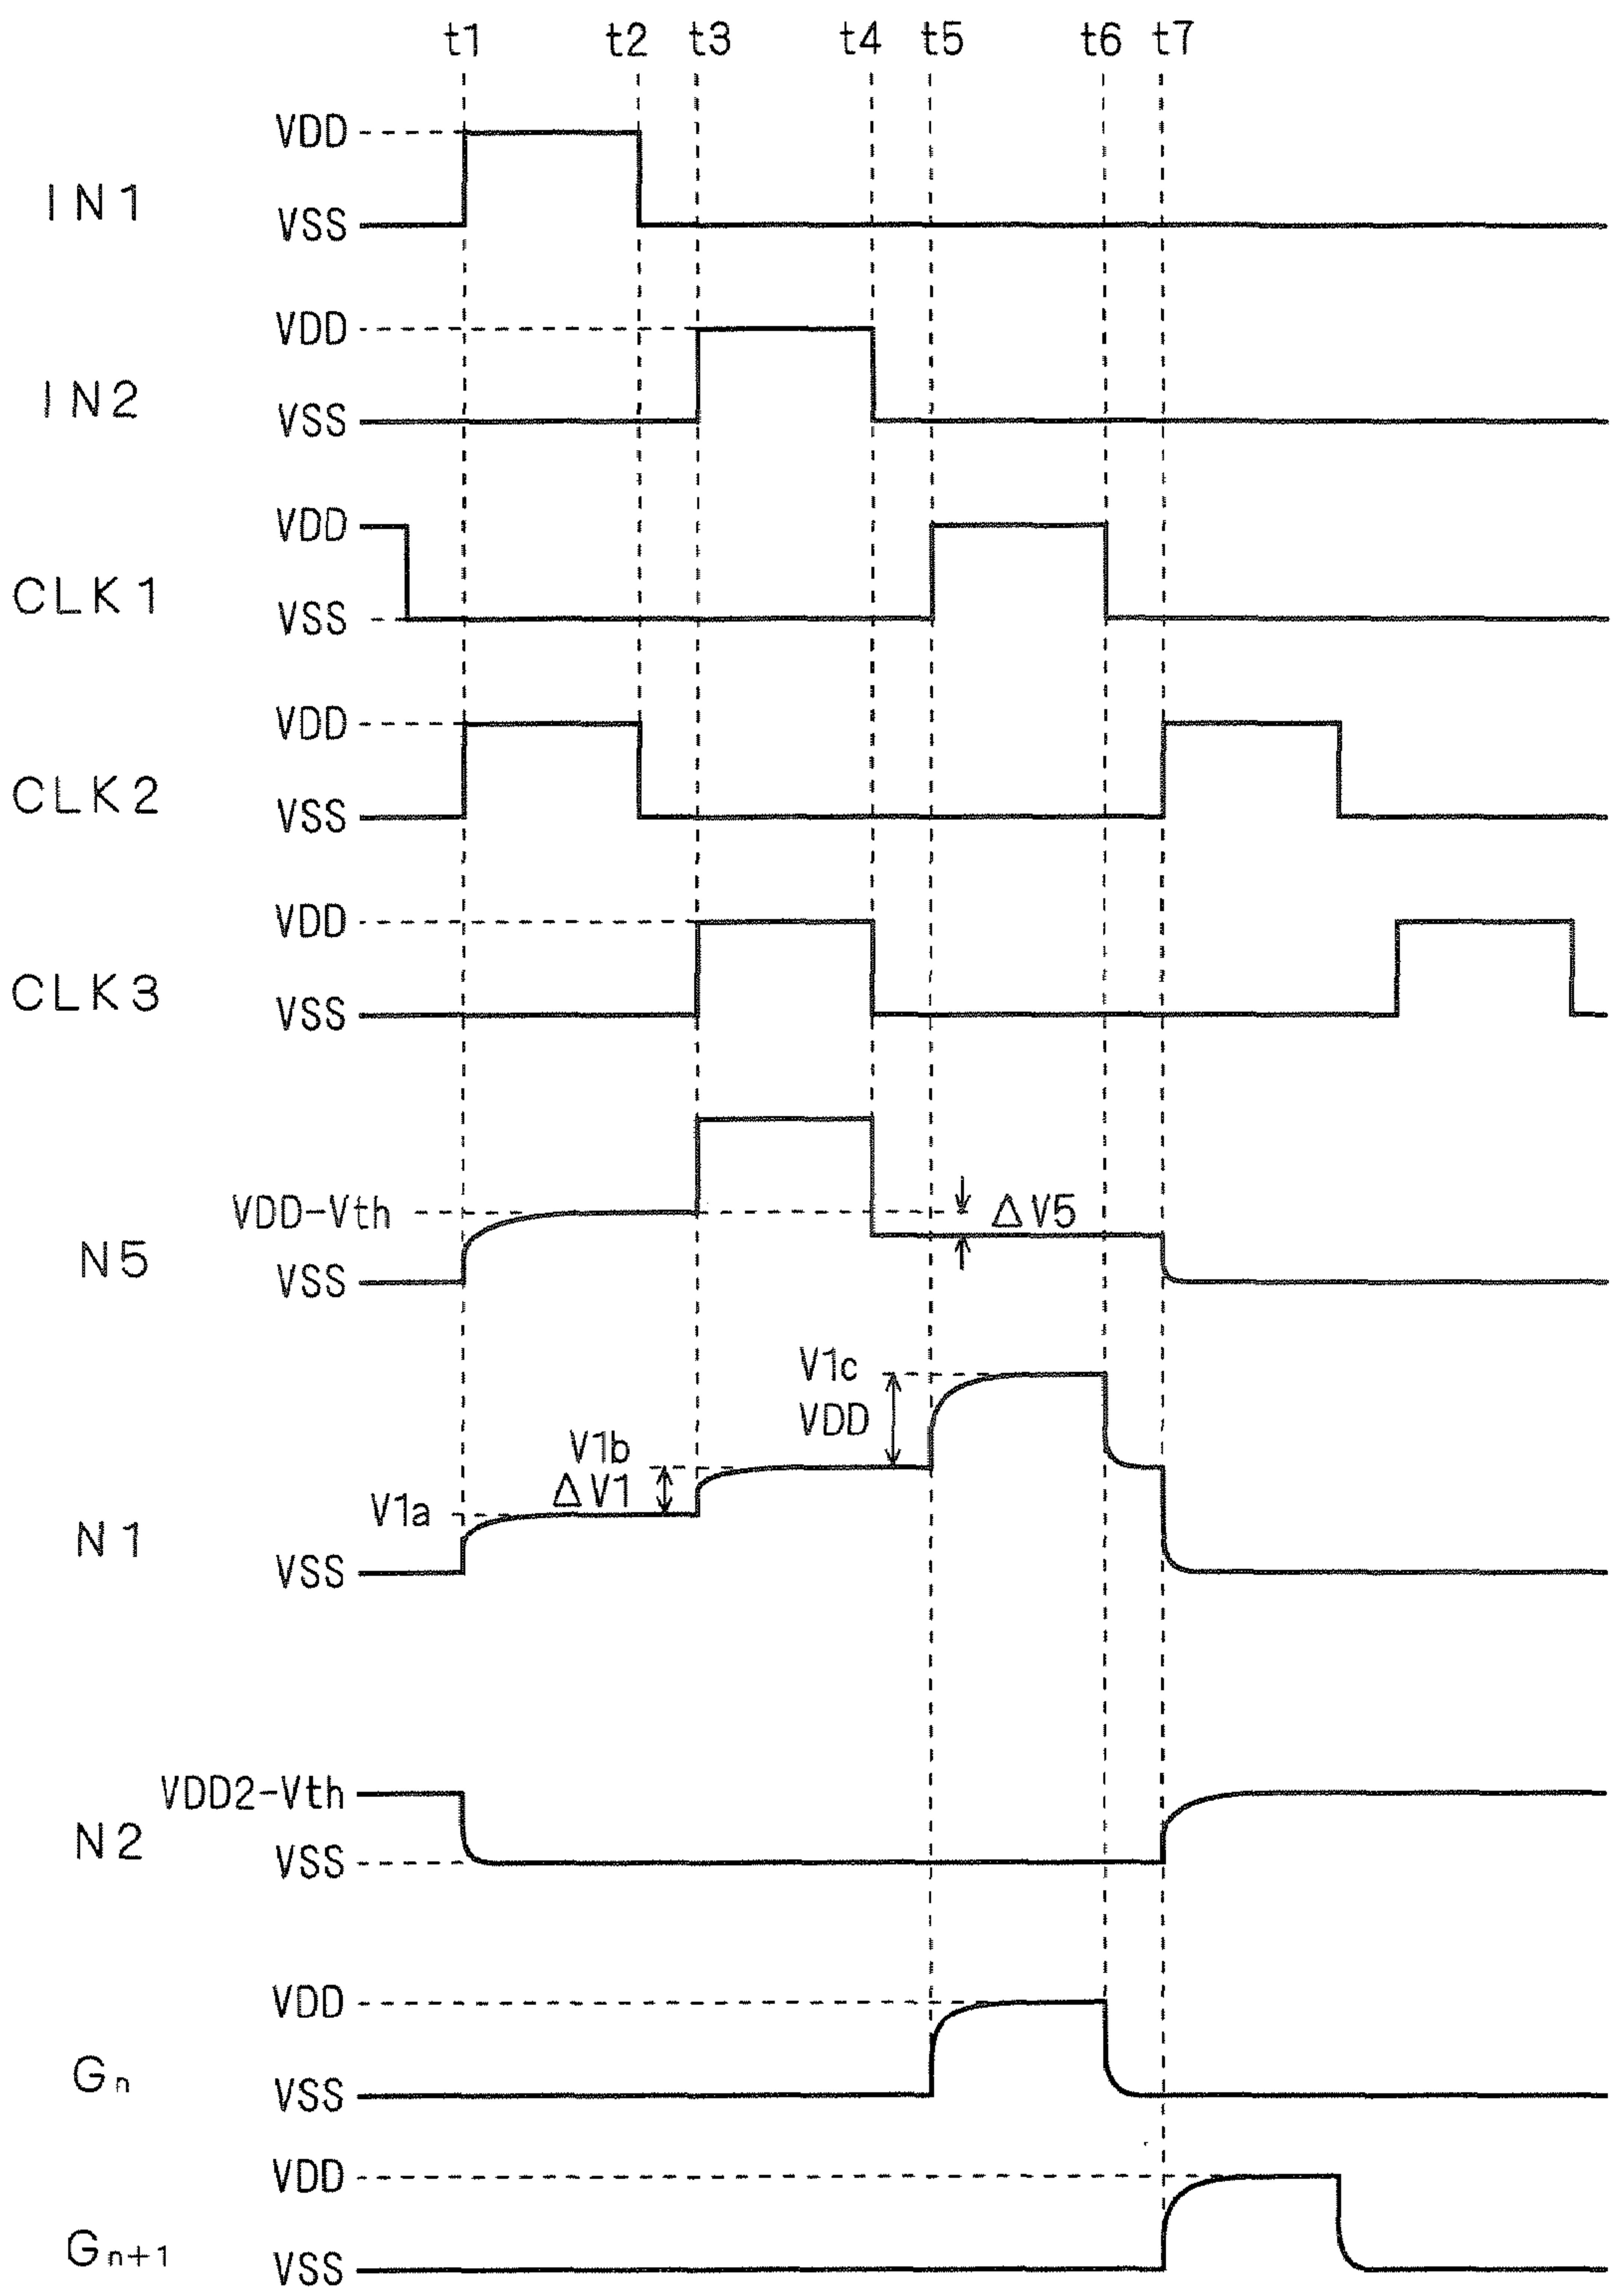 t1 t2 t3 t4 t5 t6 t7
VDD
IN1
VSS
VDD
IN2
VSS
VDD
CLK1
VSS
VDD
CLK2
VSS
VDD
CLK3
VSS
VDD-Vth
ΔV5
N5
VSS
V1c
VDD
V1b
ΔV1
V1a
N1
VSS
VDD2-Vth
N2
VSS
VDD
Gn
VSS
VDD
Gn+1
VSS